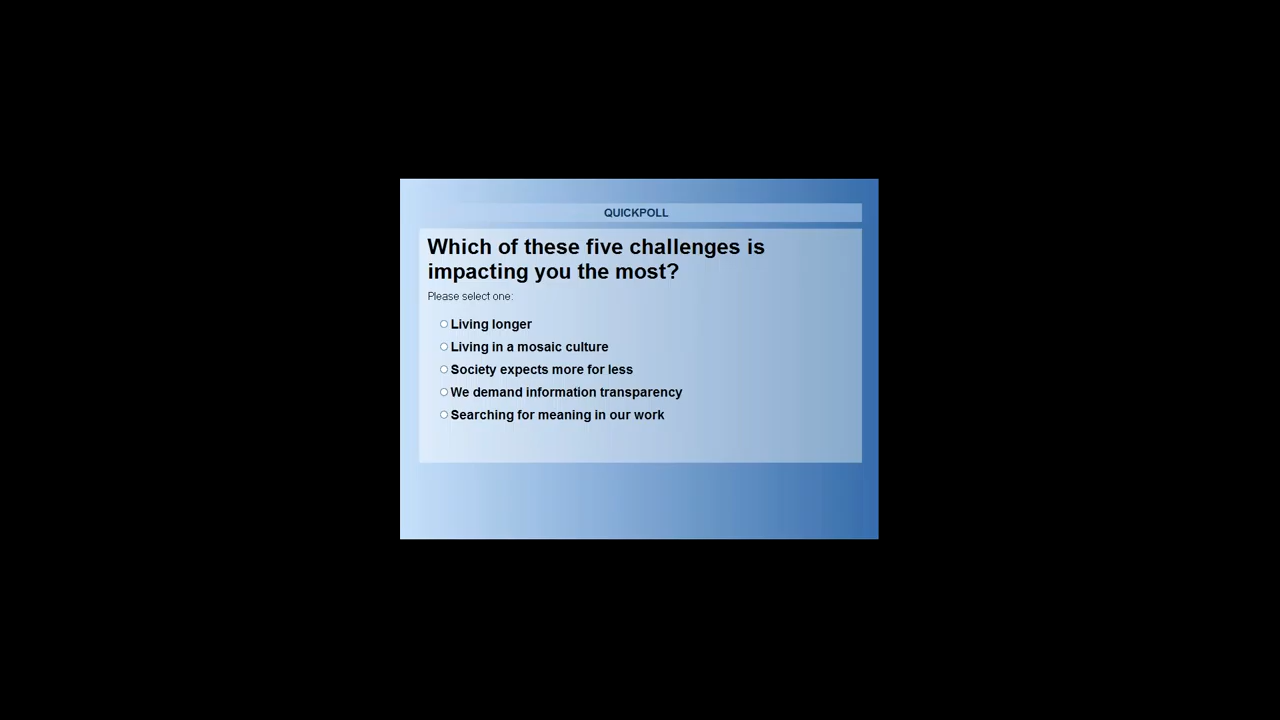 QUICKPOLL
Which of these five challenges is
impacting you the most?
Please select one:
Living longer
Living in a mosaic culture
Society expects more for less
We demand information transparency
Searching for meaning in our work